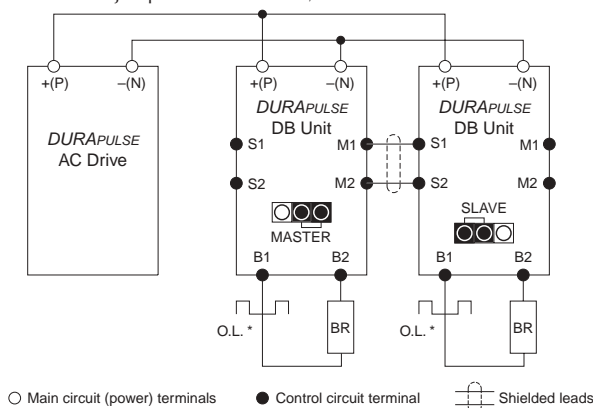 +(P) –(N) +(P) –(N) +(P) –(N)
DURAPULSE
AC Drive
DURAPULSE
DB Unit
DURAPULSE
DB Unit
S1 M1 S1 M1
S2 M2 S2 M2
MASTER
SLAVE
B1 B2 B1 B2
O.L. * BR O.L. * BR
Main circuit (power) terminals Control circuit terminal Shielded leads